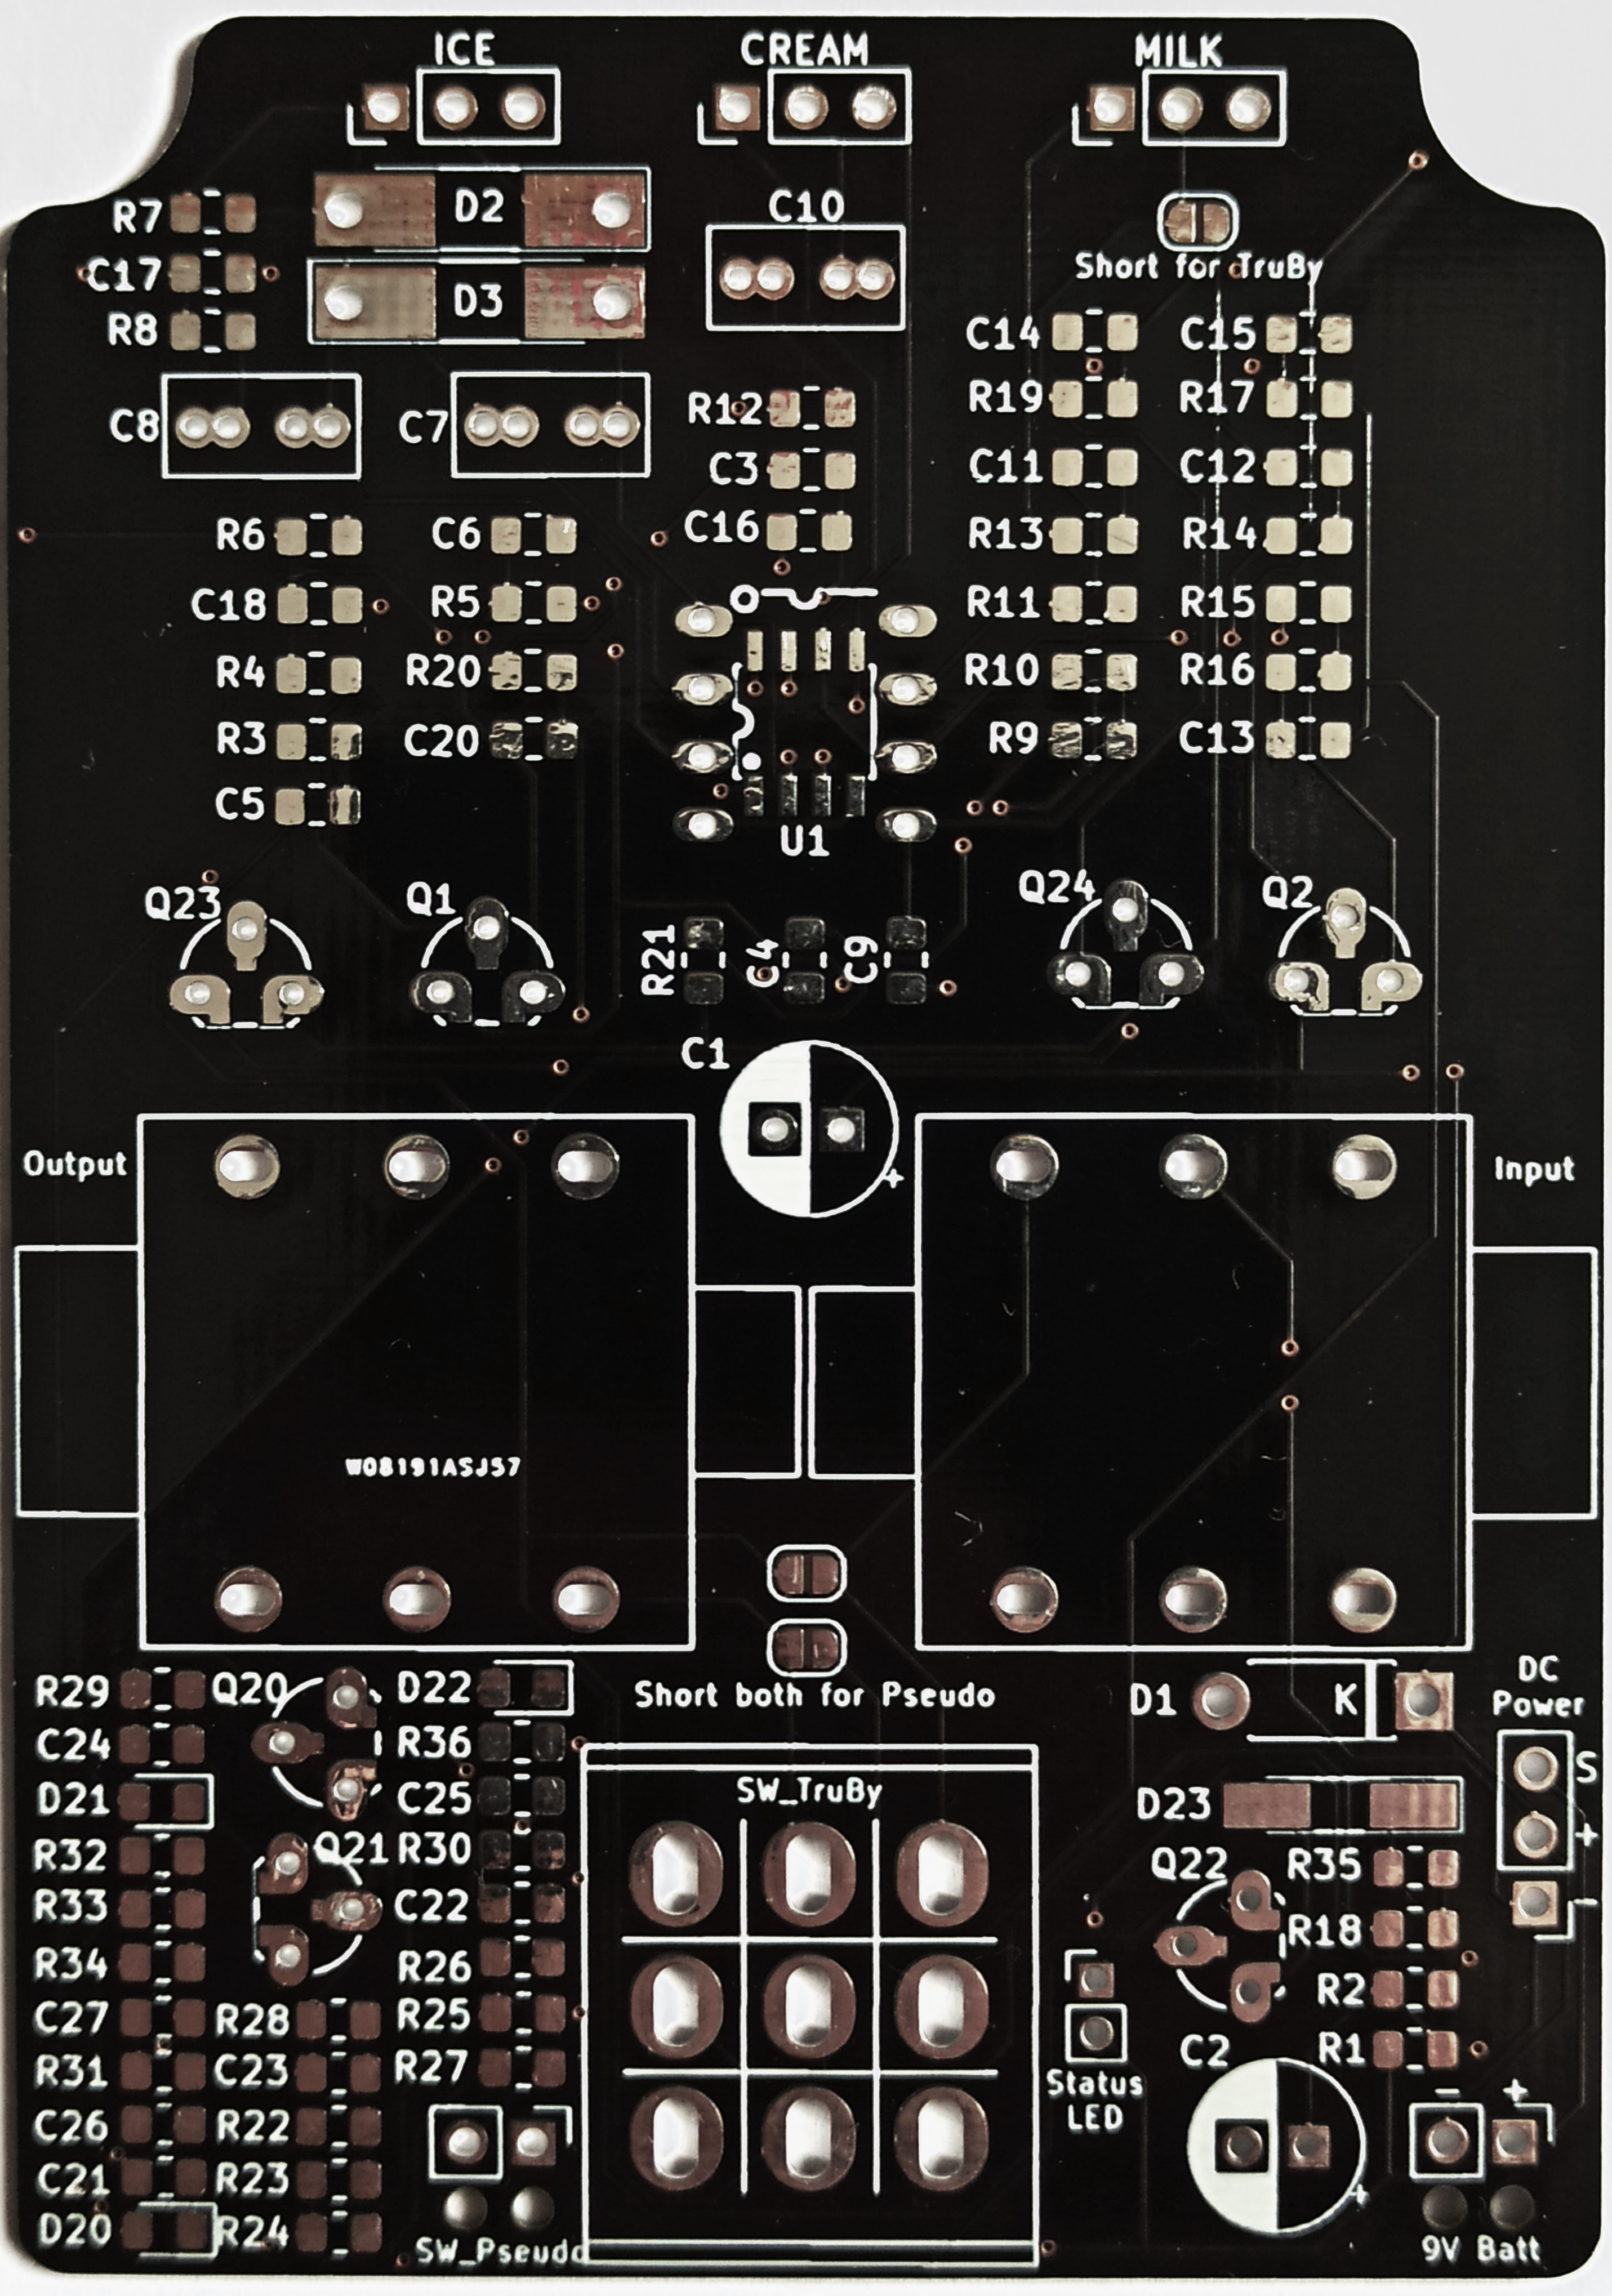 ICE CREAM MILK
R7 D2 C10
C17 D3 Short for TruBy
R8 C14 C15
C8 C7 R12 R19 R17
C3 C11 C12
R6 C6 C16 R13 R14
C18 R5 R11 R15
R4 R20 R10 R16
R3 C20 R9 C13
C5
U1
Q23 Q1 Q24 Q2
R21 C4 C9
C1
+
Output Input
W08191ASJ57
R29 Q20 D22 Short both for Pseudo D1 K DC
Power
C24 R36
S
D21 C25 SW_TruBy D23
+
R32 Q21 R30 Q22 R35
R33 C22 R18 -
R34 R26 R2
C27 R28 R25 C2 R1
R31 C23 R27 Status
LED
- +
C26 R22
C21 R23
+
D20 R24 SW_Pseudo 9V Batt